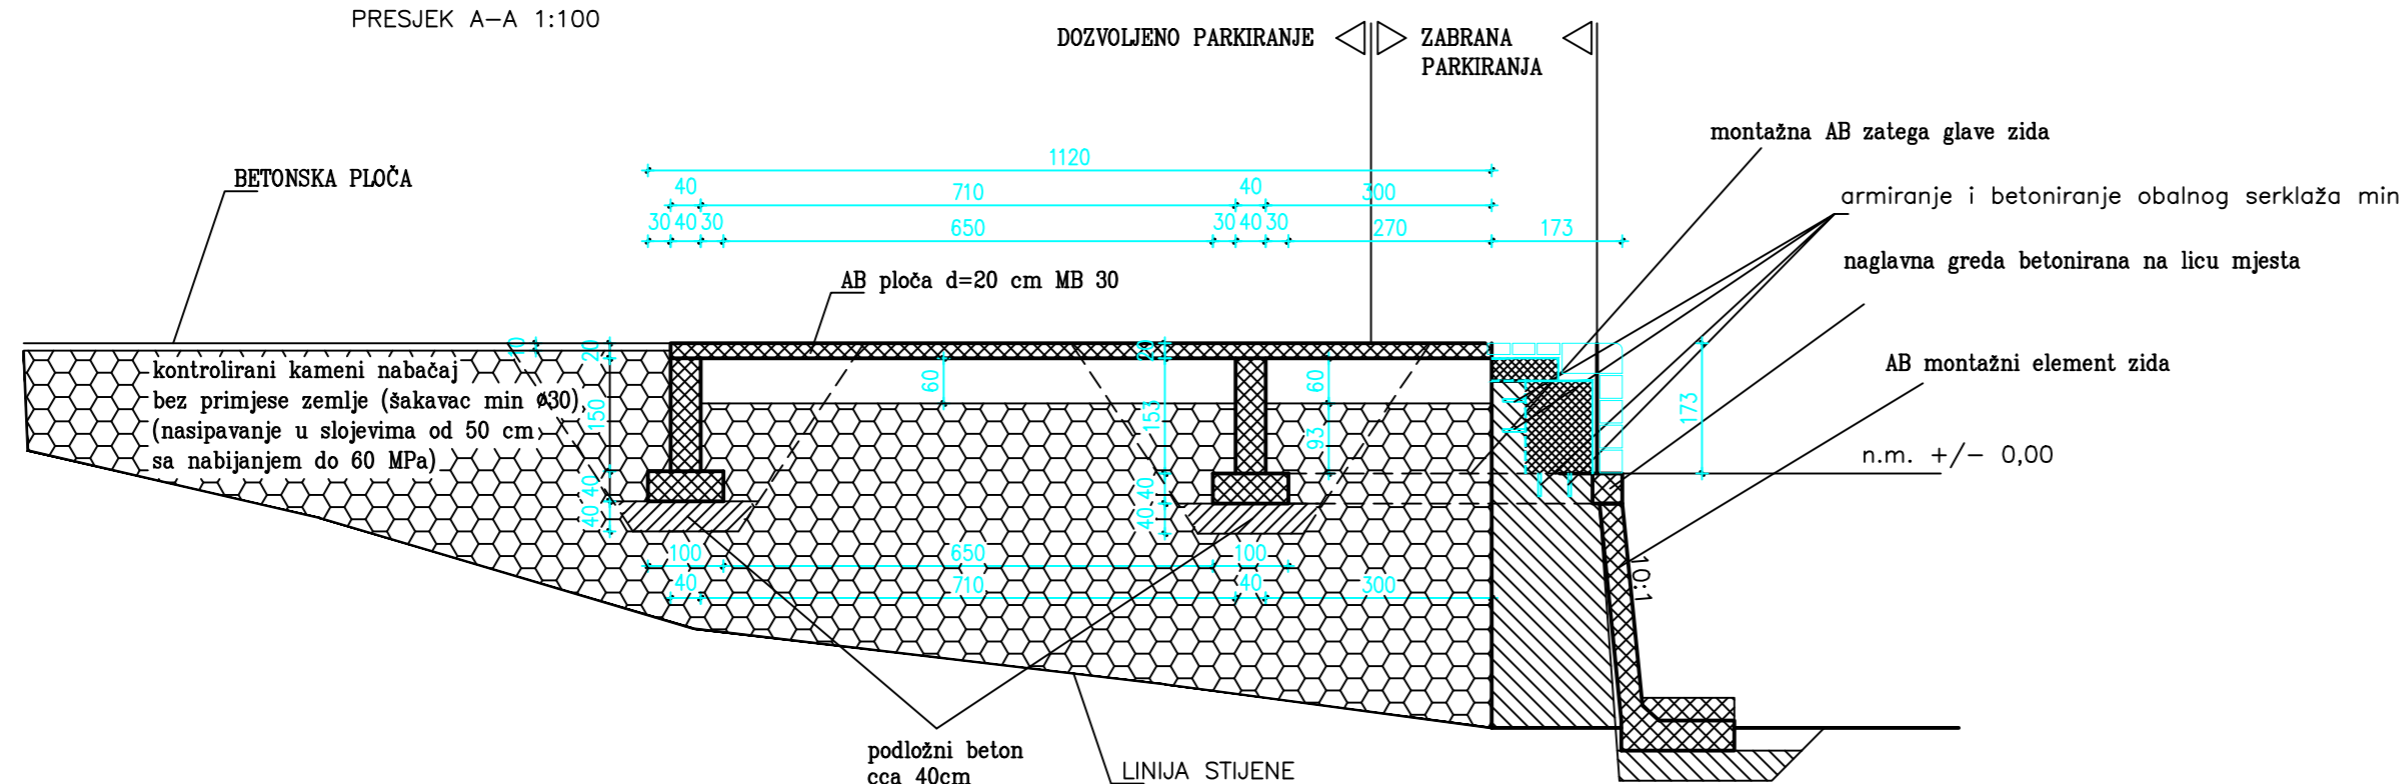 PRESJEK A–A 1:100
DOZVOLJENO PARKIRANJE
ZABRANA
PARKIRANJA
montažna AB zatega glave zida
BETONSKA PLOČA
1120
armiranje i betoniranje obalnog serklaža min
40 710 40 300
30 40 30 650 30 40 30 270 173
naglavna greda betonirana na licu mjesta
AB ploča d=20 cm MB 30
AB montažni element zida
10 20 20
kontrolirani kameni nabačaj
bez primjese zemlje (šakavac min ø30)
(nasipavanje u slojevima od 50 cm
sa nabijanjem do 60 MPa)
150 60 153 60 93 173
n.m. +/– 0,00
40 40
40 40
100 650 100
40 710 40 300
10:1
podložni beton
cca 40cm
LINIJA STIJENE